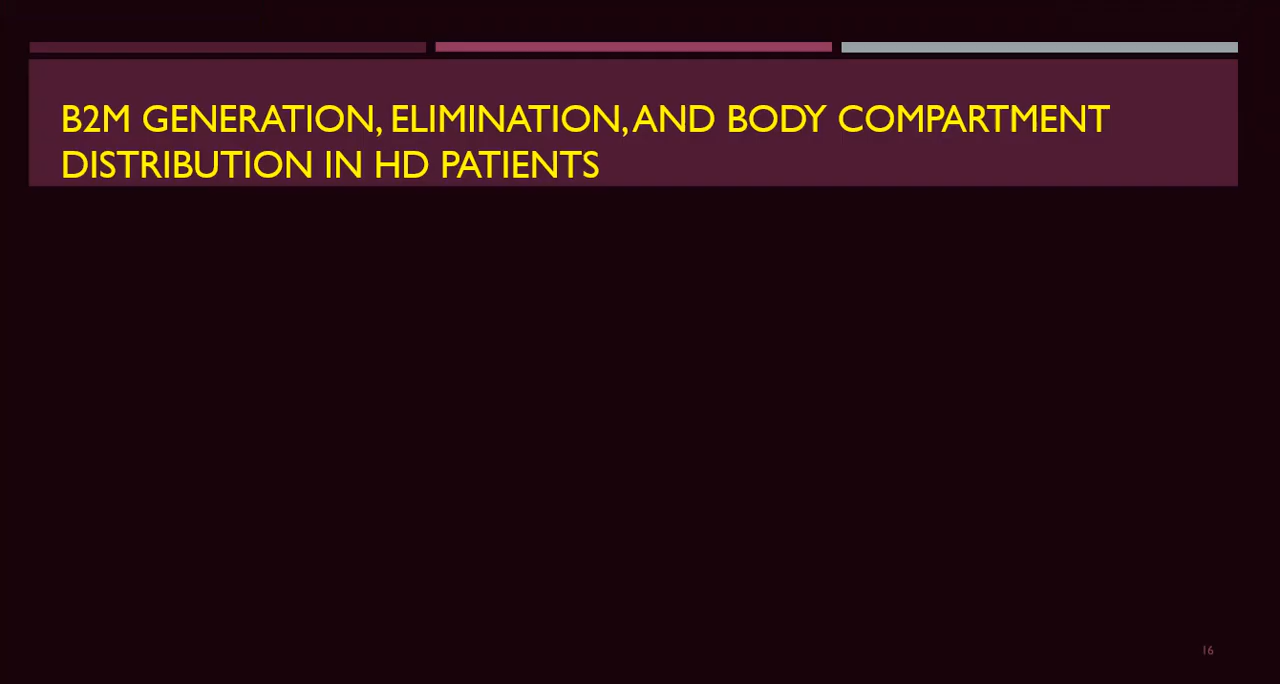 B2M GENERATION, ELIMINATION, AND BODY COMPARTMENT
DISTRIBUTION IN HD PATIENTS
16